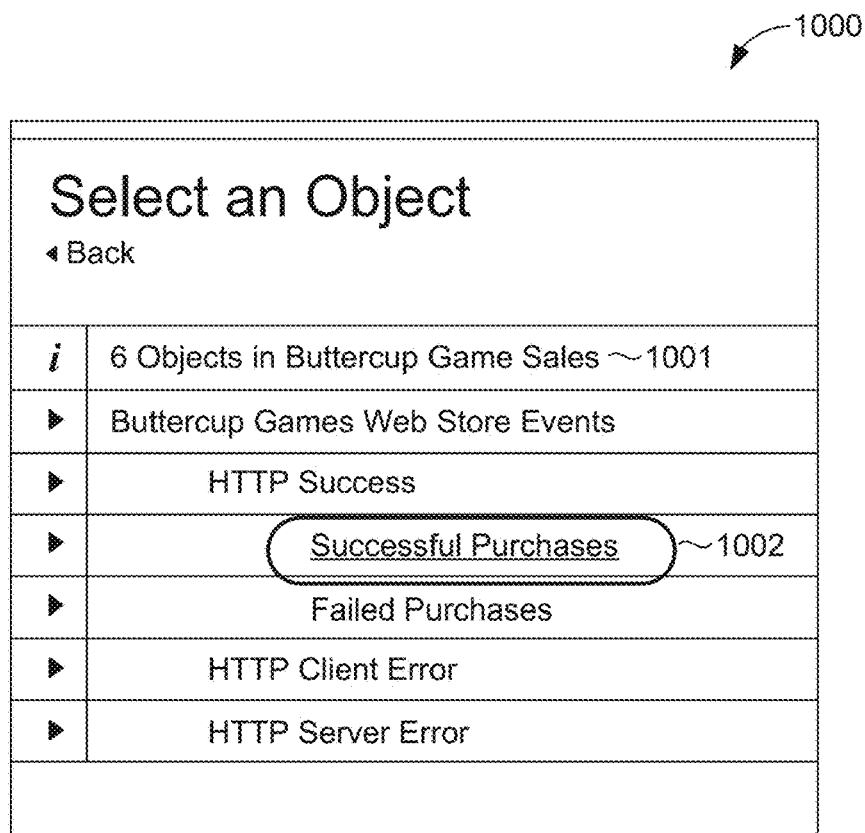 1000
Select an Object
Back
i 6 Objects in Buttercup Game Sales 1001
Buttercup Games Web Store Events
HTTP Success
Successful Purchases 1002
Failed Purchases
HTTP Client Error
HTTP Server Error